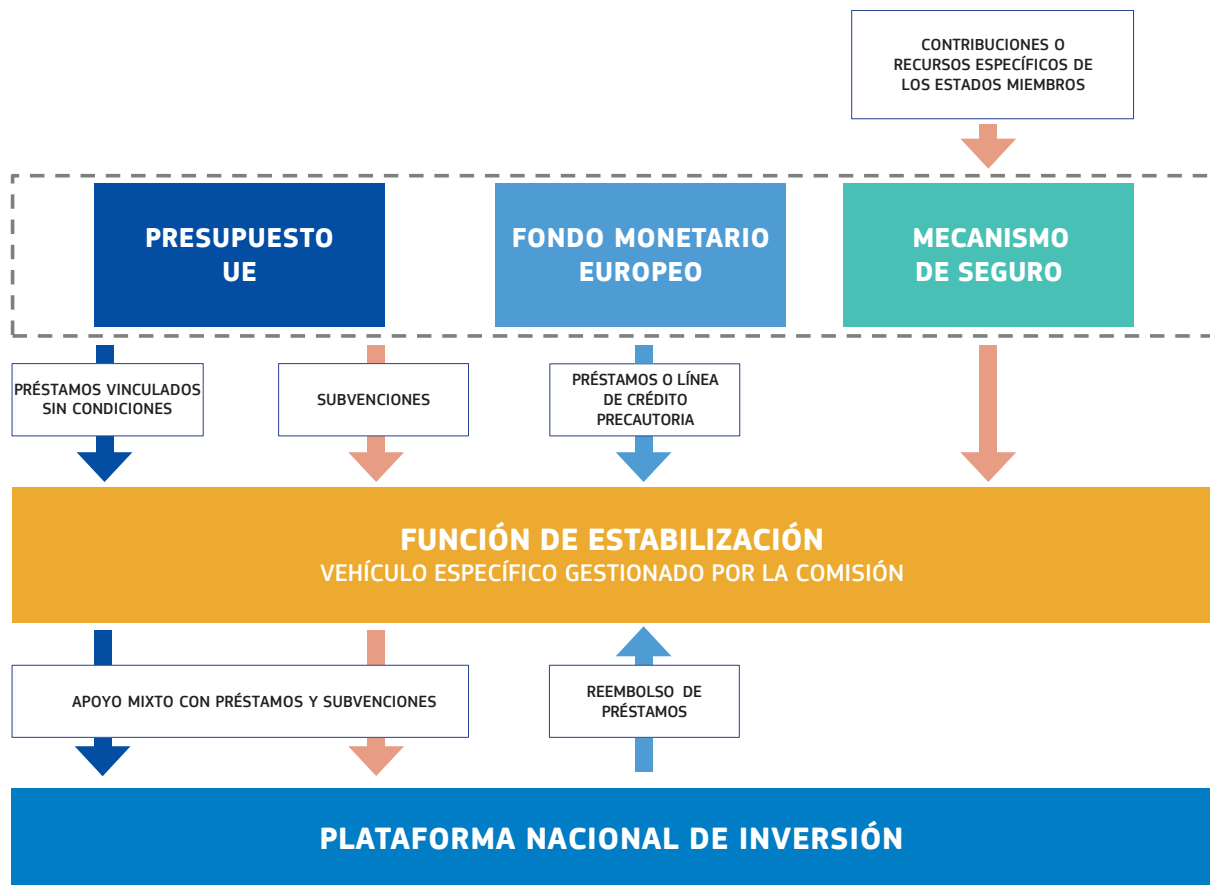 CONTRIBUCIONES O
RECURSOS ESPECÍFICOS DE
LOS ESTADOS MIEMBROS
PRESUPUESTO
UE
FONDO MONETARIO
EUROPEO
MECANISMO
DE SEGURO
PRÉSTAMOS VINCULADOS
SIN CONDICIONES
SUBVENCIONES
PRÉSTAMOS O LÍNEA
DE CRÉDITO
PRECAUTORIA
FUNCIÓN DE ESTABILIZACIÓN
VEHÍCULO ESPECÍFICO GESTIONADO POR LA COMISIÓN
APOYO MIXTO CON PRÉSTAMOS Y SUBVENCIONES
REEMBOLSO DE
PRÉSTAMOS
PLATAFORMA NACIONAL DE INVERSIÓN